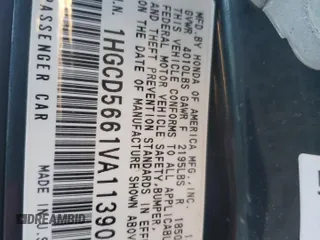 MFD. BY HONDA OF AMERICA MFG., INC.
GVWR 4010LBS GAWR F 2195LBS R 1850
THIS VEHICLE CONFORMS TO ALL APPLICABLE
FEDERAL MOTOR VEHICLE SAFETY, BUMPER,
AND THEFT PREVENTION STANDARDS IN EFFECT
ON THE DATE OF MANUFACTURE SHOWN ABOVE
V.I.N. 1HGCD5661VA11390
PASSENGER CAR MADE IN U.S
DREAMBID